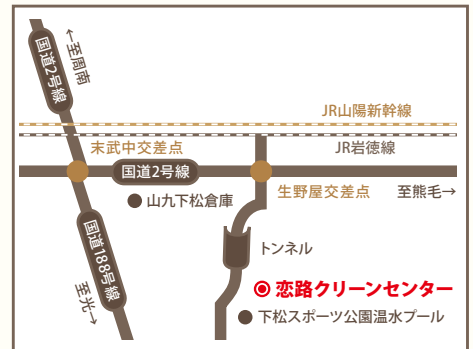 ←至周南
国道2号線
JR山陽新幹線
JR岩徳線
末武中交差点
国道2号線
生野屋交差点
至熊毛→
山九下松倉庫
国道188号線
至光→
トンネル
恋路クリーンセンター
下松スポーツ公園温水プール